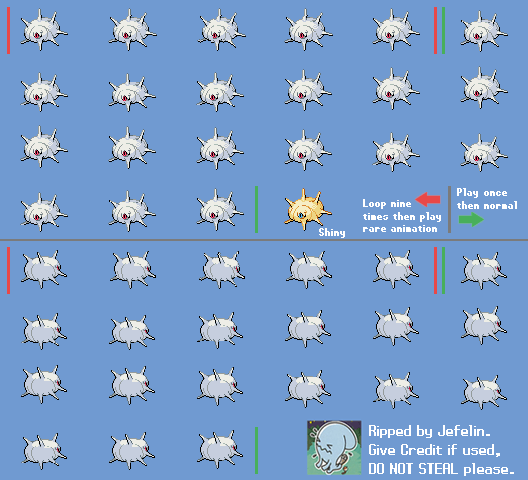 Play once
then normal
Loop nine
times then play
rare animation
Shiny
Ripped by Jefelin.
Give Credit if used,
DO NOT STEAL please.